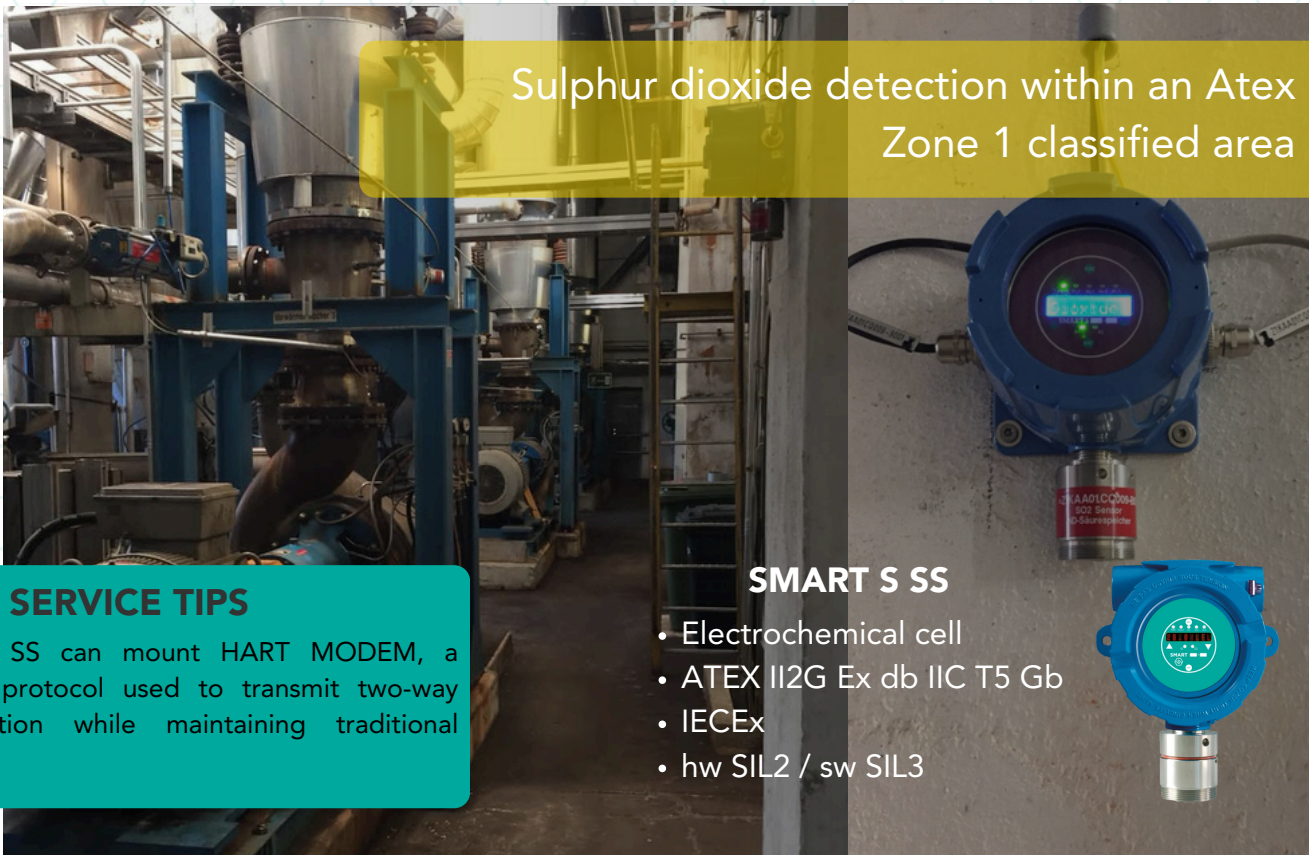 Sulphur dioxide detection within an Atex
Zone 1 classified area
SO2 Sensor
SERVICE TIPS
SS can mount HART MODEM, a
protocol used to transmit two-way
while maintaining traditional
SMART S SS
• Electrochemical cell
• ATEX II2G Ex db IIC T5 Gb
• IECEx
• hw SIL2 / sw SIL3
SMART